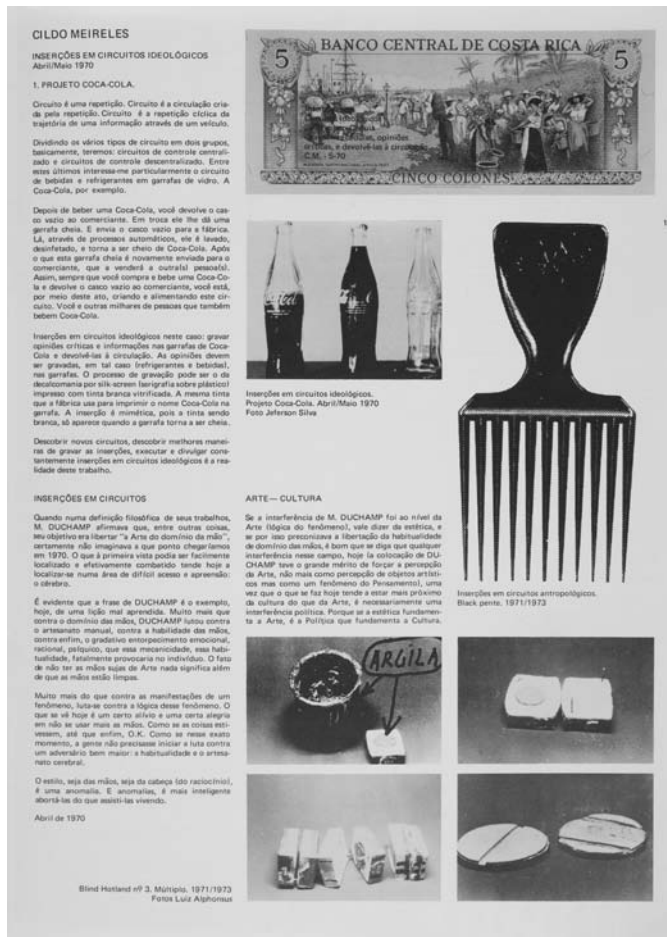 CILDO MEIRELES
INSERÇÕES EM CIRCUITOS IDEOLÓGICOS
Abril/Maio 1970
1. PROJETO COCA-COLA.
Circuito é uma repetição. Circuito é a circulação cria-
da pela repetição. Circuito é a repetição cíclica da
trajetória de uma informação através de um veículo.
Dividindo os vários tipos de circuito em dois grupos,
basicamente, teremos: circuitos de controle centrali-
zado e circuitos de controle descentralizado. Entre
estes últimos interessa-me particularmente o circuito
de bebidas e refrigerantes em garrafas de vidro. A
Coca-Cola, por exemplo.
Depois de beber uma Coca-Cola, você devolve o cas-
co vazio ao comerciante. Em troca ele lhe dá uma
garrafa cheia. E envia o casco vazio para a fábrica.
Lá, através de processos automáticos, ele é lavado,
desinfetado, e torna a ser cheio de Coca-Cola. Após
o que esta garrafa cheia é novamente enviada para o
comerciante, que a venderá a outra(s) pessoa(s).
Assim, sempre que você compra e bebe uma Coca-Co-
la e devolve o casco vazio ao comerciante, você está,
por meio deste ato, criando e alimentando este cir-
cuito. Você e outras milhares de pessoas que também
bebem Coca-Cola.
Inserções em circuitos ideológicos neste caso: gravar
opiniões críticas e informações nas garrafas de Coca-
Cola e devolvê-las à circulação. As opiniões devem
ser gravadas, em tal caso (refrigerantes e bebidas),
nas garrafas. O processo de gravação pode ser o da
decalcomania por silk-screen (serigrafia sobre plástico)
impresso com tinta branca vitrificada. A mesma tinta
que a fábrica usa para imprimir o nome Coca-Cola na
garrafa. A inserção é mimética, pois a tinta sendo
branca, só aparece quando a garrafa torna a ser cheia.
Descobrir novos circuitos, descobrir melhores manei-
ras de gravar as inserções, executar e divulgar cons-
tantemente inserções em circuitos ideológicos é a rea-
lidade deste trabalho.
INSERÇÕES EM CIRCUITOS
Quando numa definição filosófica de seus trabalhos,
M. DUCHAMP afirmava que, entre outras coisas,
seu objetivo era libertar "a Arte do domínio da mão",
certamente não imaginava a que ponto chegaríamos
em 1970. O que à primeira vista podia ser facilmente
localizado e efetivamente combatido tende hoje a
localizar-se numa área de difícil acesso e apreensão:
o cérebro.
É evidente que a frase de DUCHAMP é o exemplo,
hoje, de uma lição mal aprendida. Muito mais que
contra o domínio das mãos, DUCHAMP lutou contra
o artesanato manual, contra a habilidade das mãos,
contra enfim, o gradativo entorpecimento emocional,
racional, psíquico, que essa mecanicidade, essa habi-
tualidade, fatalmente provocaria no indivíduo. O fato
de não ter as mãos sujas de Arte nada significa além
de que as mãos estão limpas.
Muito mais do que contra as manifestações de um
fenômeno, luta-se contra a lógica desse fenômeno. O
que se vê hoje é um certo alívio e uma certa alegria
em não se usar mais as mãos. Como se as coisas esti-
vessem, até que enfim, O.K. Como se nesse exato
momento, a gente não precisasse iniciar a luta contra
um adversário bem maior: a habitualidade e o artesa-
nato cerebral.
O estilo, seja das mãos, seja da cabeça (do raciocínio),
é uma anomalia. E anomalias, é mais inteligente
abortá-las do que assisti-las vivendo.
Abril de 1970
Blind Hotland nº 3. Múltiplo. 1971/1973
Fotos Luiz Alphonsus
5 BANCO CENTRAL DE COSTA RICA 5
opiniões
críticas, e devolvê-las à circulação
C.M. - 5-70
CINCO COLONES
Inserções em circuitos ideológicos.
Projeto Coca-Cola. Abril/Maio 1970
Foto Jeferson Silva
ARTE— CULTURA
Se a interferência de M. DUCHAMP foi ao nível da
Arte (lógica do fenômeno), vale dizer da estética, e
se por isso preconizava a libertação da habitualidade
de domínio das mãos, é bom que se diga que qualquer
interferência nesse campo, hoje (a colocação de DU-
CHAMP teve o grande mérito de forçar a percepção
da Arte, não mais como percepção de objetos artísti-
cos mas como um fenômeno do Pensamento), uma
vez que o que se faz hoje tende a estar mais próximo
da cultura do que da Arte, é necessariamente uma
interferência política. Porque se a estética fundamen-
ta a Arte, é a Política que fundamenta a Cultura.
Inserções em circuitos antropológicos.
Black pente. 1971/1973
ARGILA